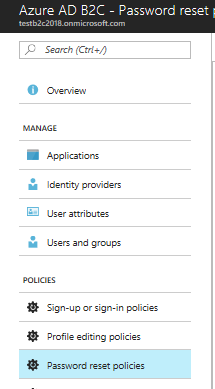 Azure AD B2C - Password reset
testb2c2018.onmicrosoft.com
Search (Ctrl+/)
Overview
MANAGE
Applications
Identity providers
User attributes
Users and groups
POLICIES
Sign-up or sign-in policies
Profile editing policies
Password reset policies